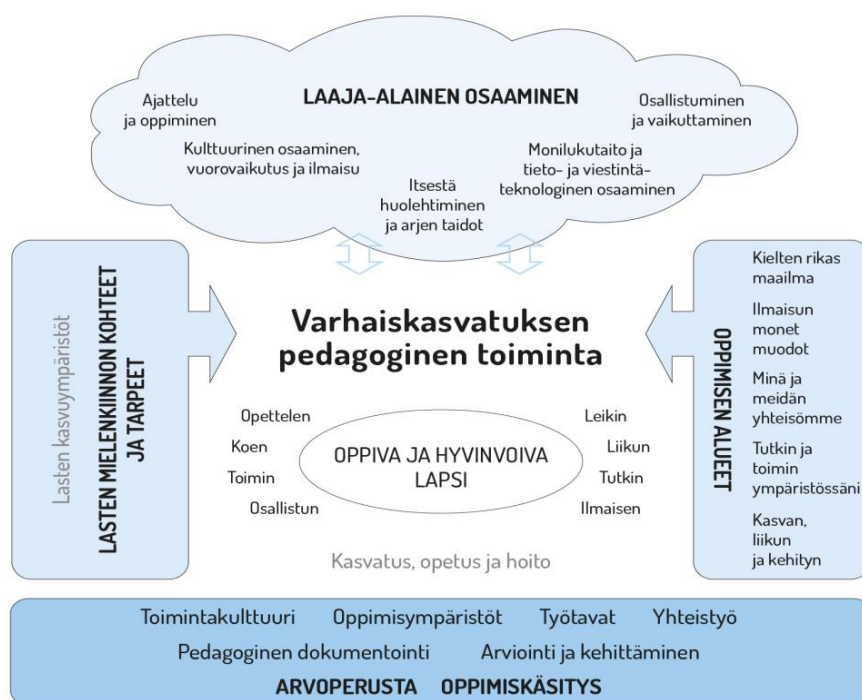 LAAJA-ALAINEN OSAAMINEN
Ajattelu
ja oppiminen
Kulttuurinen osaaminen,
vuorovaikutus ja ilmaisu
Itsestä
huolehtiminen
ja arjen taidot
Monilukutaito ja
tieto- ja viestintä-
teknologinen osaaminen
Osallistuminen
ja vaikuttaminen
Lasten kasvuympäristöt
LASTEN MIELENKIINNON KOHTEET
JA TARPEET
Varhaiskasvatuksen
pedagoginen toiminta
Opettelen
Koen
Toimin
Osallistun
OPPIVA JA HYVINVOIVA
LAPSI
Leikin
Liikun
Tutkin
Ilmaisen
Kasvatus, opetus ja hoito
OPPIMISEN ALUEET
Kielten rikas
maailma
Ilmaisun
monet
muodot
Minä ja
meidän
yhteisömme
Tutkin ja
toimin
ympäristössäni
Kasvan,
liikun
ja kehityn
Toimintakulttuuri Oppimisympäristöt Työtavat Yhteistyö
Pedagoginen dokumentointi Arviointi ja kehittäminen
ARVOPERUSTA OPPIMISKÄSITYS